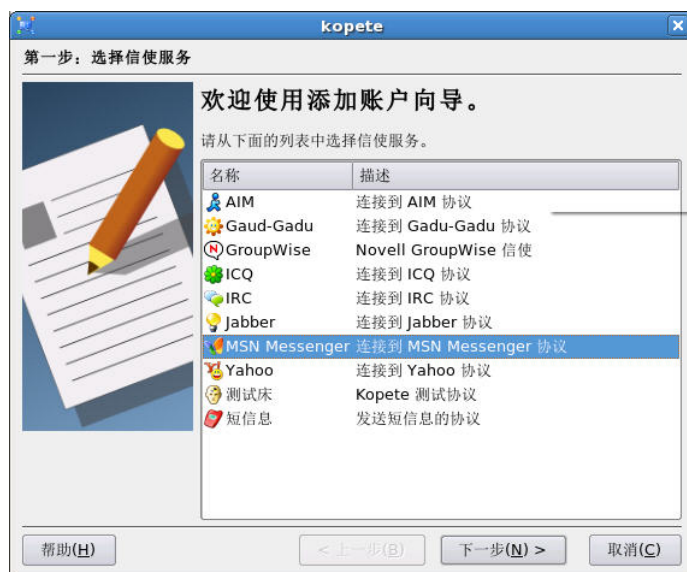 kopete
第一步：选择信使服务
欢迎使用添加账户向导。
请从下面的列表中选择信使服务。
名称 描述
AIM 连接到 AIM 协议
Gaud-Gadu 连接到 Gadu-Gadu 协议
GroupWise Novell GroupWise 信使
ICQ 连接到 ICQ 协议
IRC 连接到 IRC 协议
Jabber 连接到 Jabber 协议
MSN Messenger 连接到 MSN Messenger 协议
Yahoo 连接到 Yahoo 协议
测试床 Kopete 测试协议
短信息 发送短信息的协议
帮助(H) < 上一步(B) 下一步(N) > 取消(C)